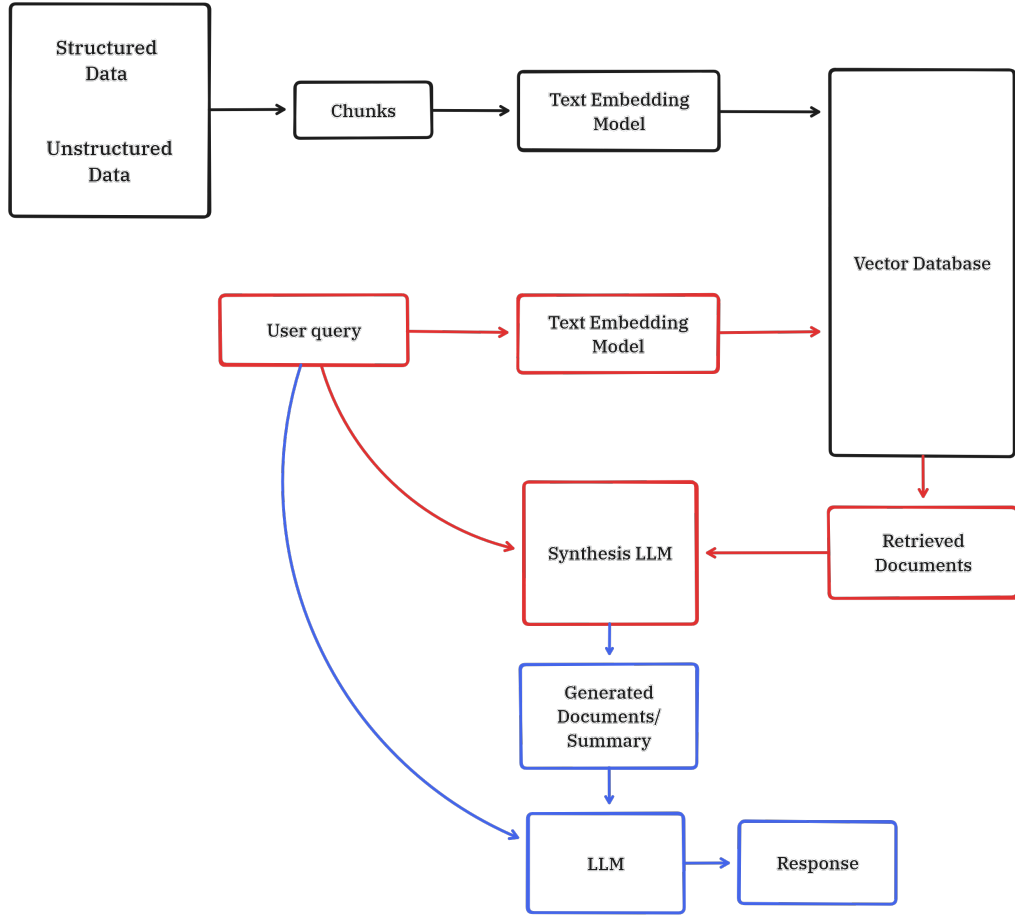 Structured
Data
Unstructured
Data
Chunks
Text Embedding
Model
Vector Database
User query
Text Embedding
Model
Synthesis LLM
Retrieved
Documents
Generated
Documents/
Summary
LLM
Response